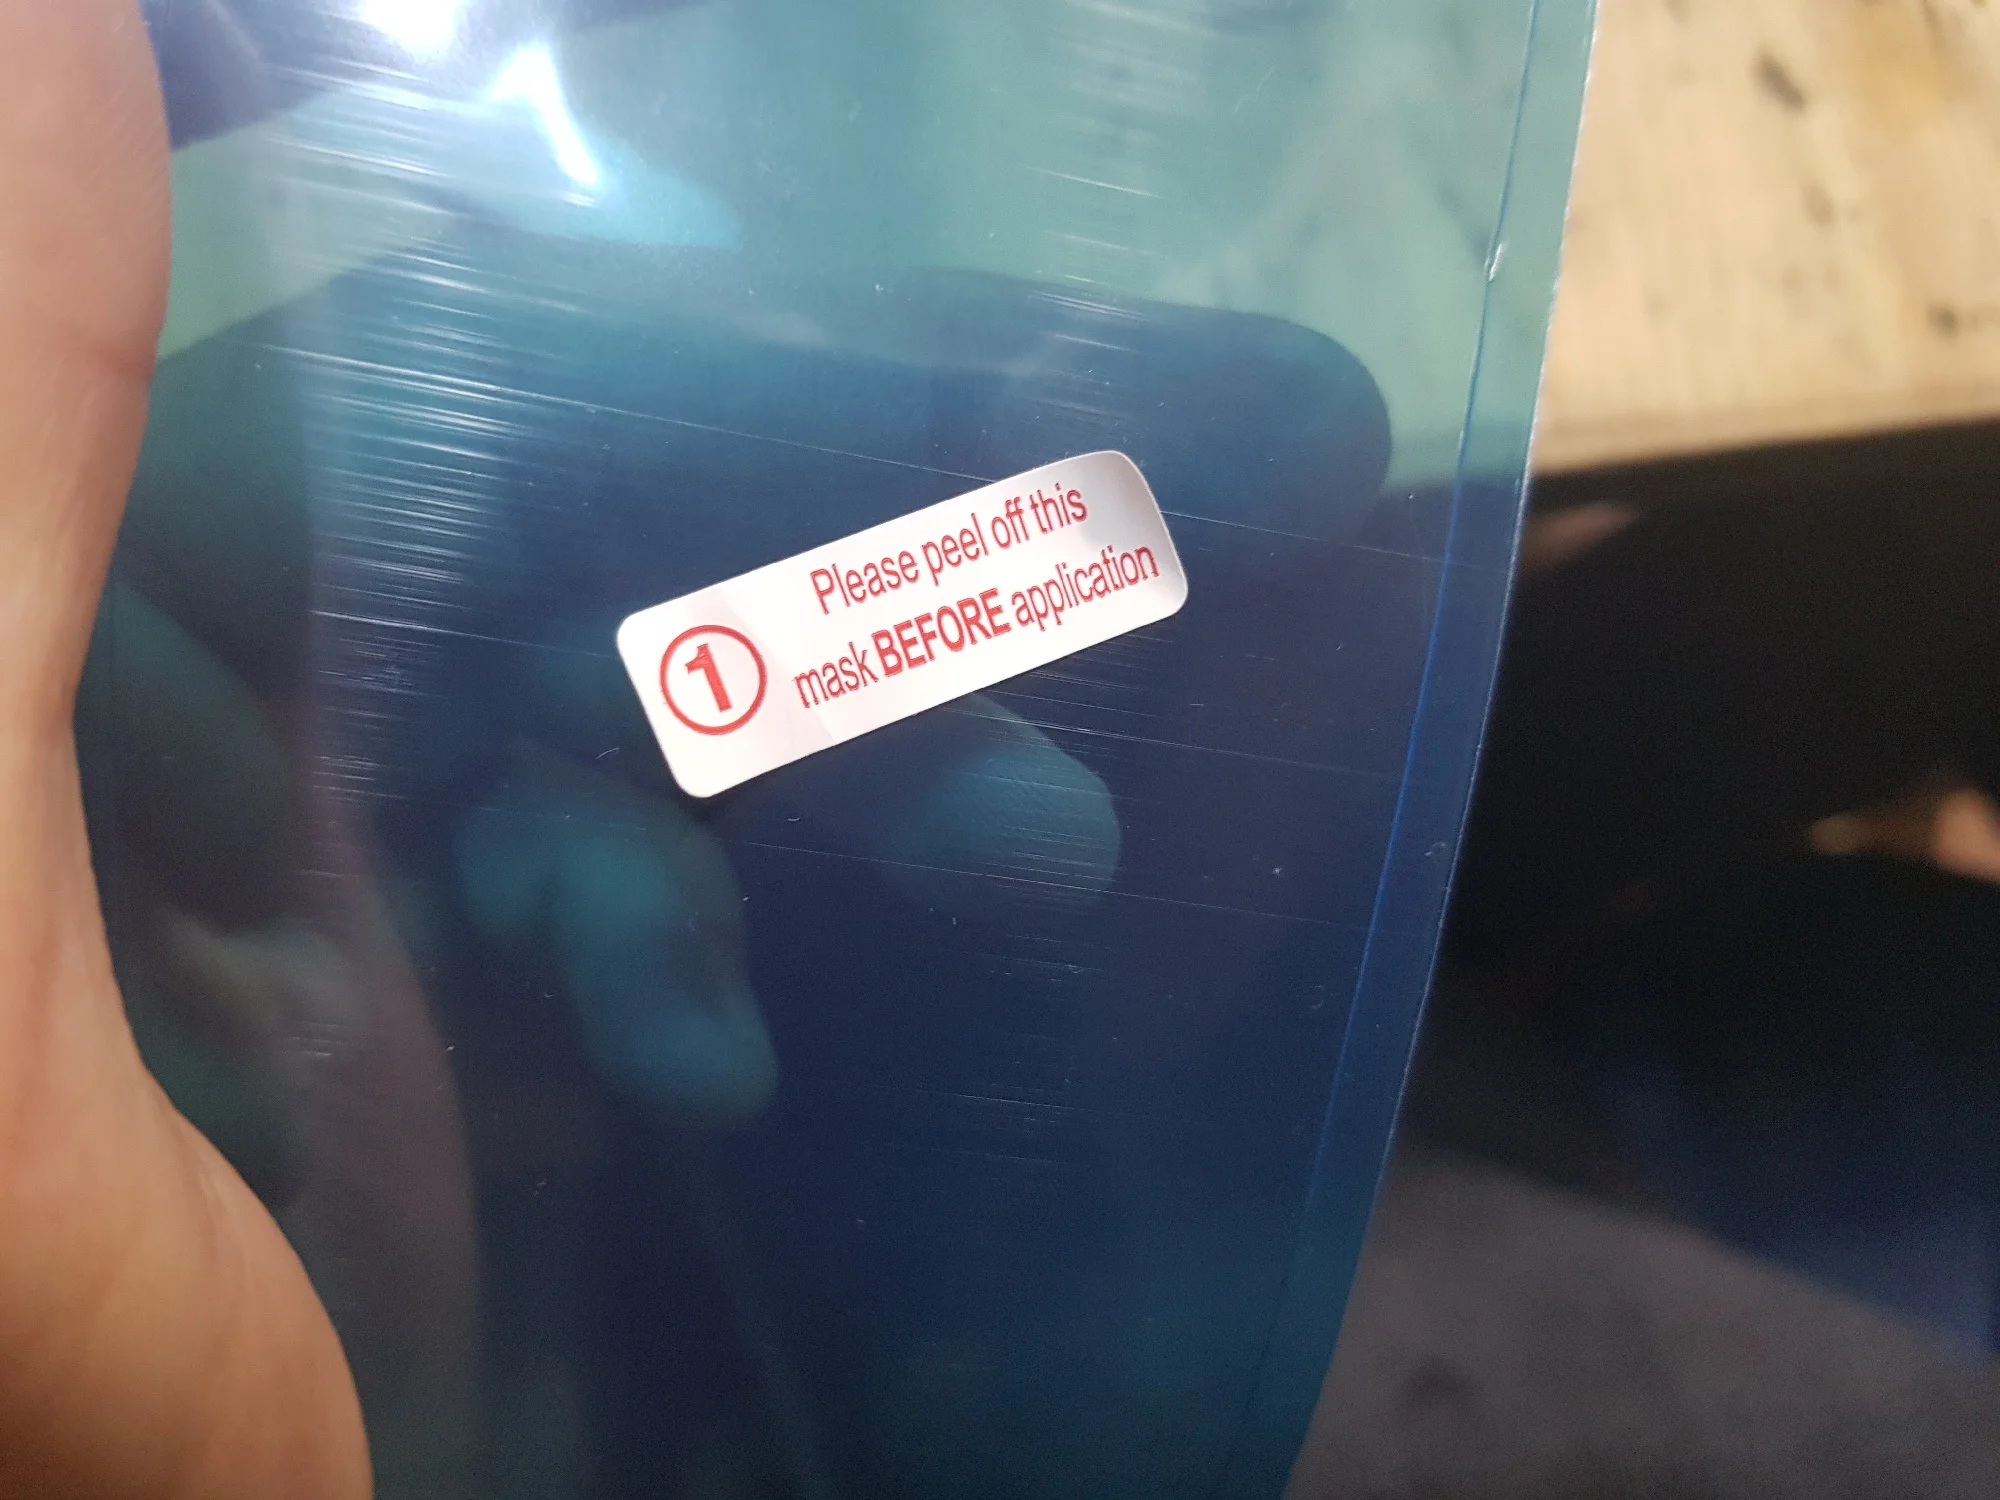 1
Please peel off this
mask BEFORE application